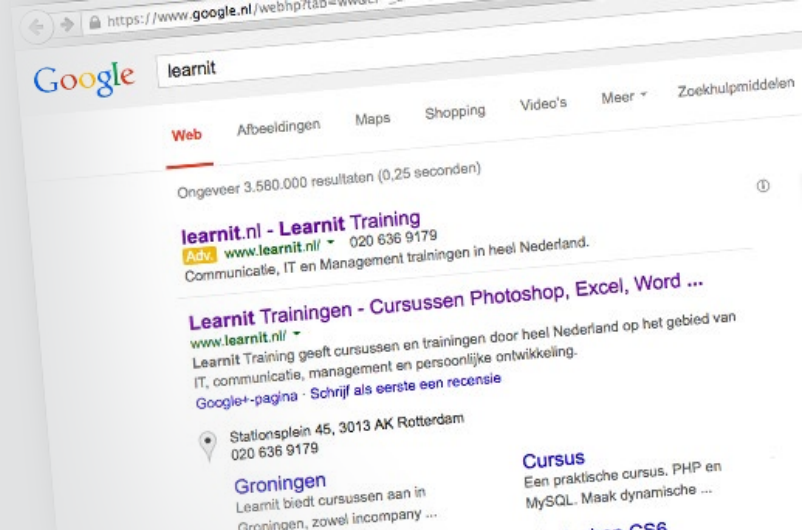 https://www.google.nl/webhp?tab=
Google
learnit
Web Afbeeldingen Maps Shopping Video's Meer Zoekhulpmiddelen
Ongeveer 3.580.000 resultaten (0,25 seconden)
learnit.nl - Learnit Training
Adv. www.learnit.nl/ 020 636 9179
Communicatie, IT en Management trainingen in heel Nederland.
Learnit Trainingen - Cursussen Photoshop, Excel, Word ...
www.learnit.nl/
Learnit Training geeft cursussen en trainingen door heel Nederland op het gebied van
IT, communicatie, management en persoonlijke ontwikkeling.
Google+-pagina · Schrijf als eerste een recensie
Stationsplein 45, 3013 AK Rotterdam
020 636 9179
Groningen
Learnit biedt cursussen aan in
Groningen, zowel incompany ...
Cursus
Een praktische cursus. PHP en
MySQL. Maak dynamische ...
CS6